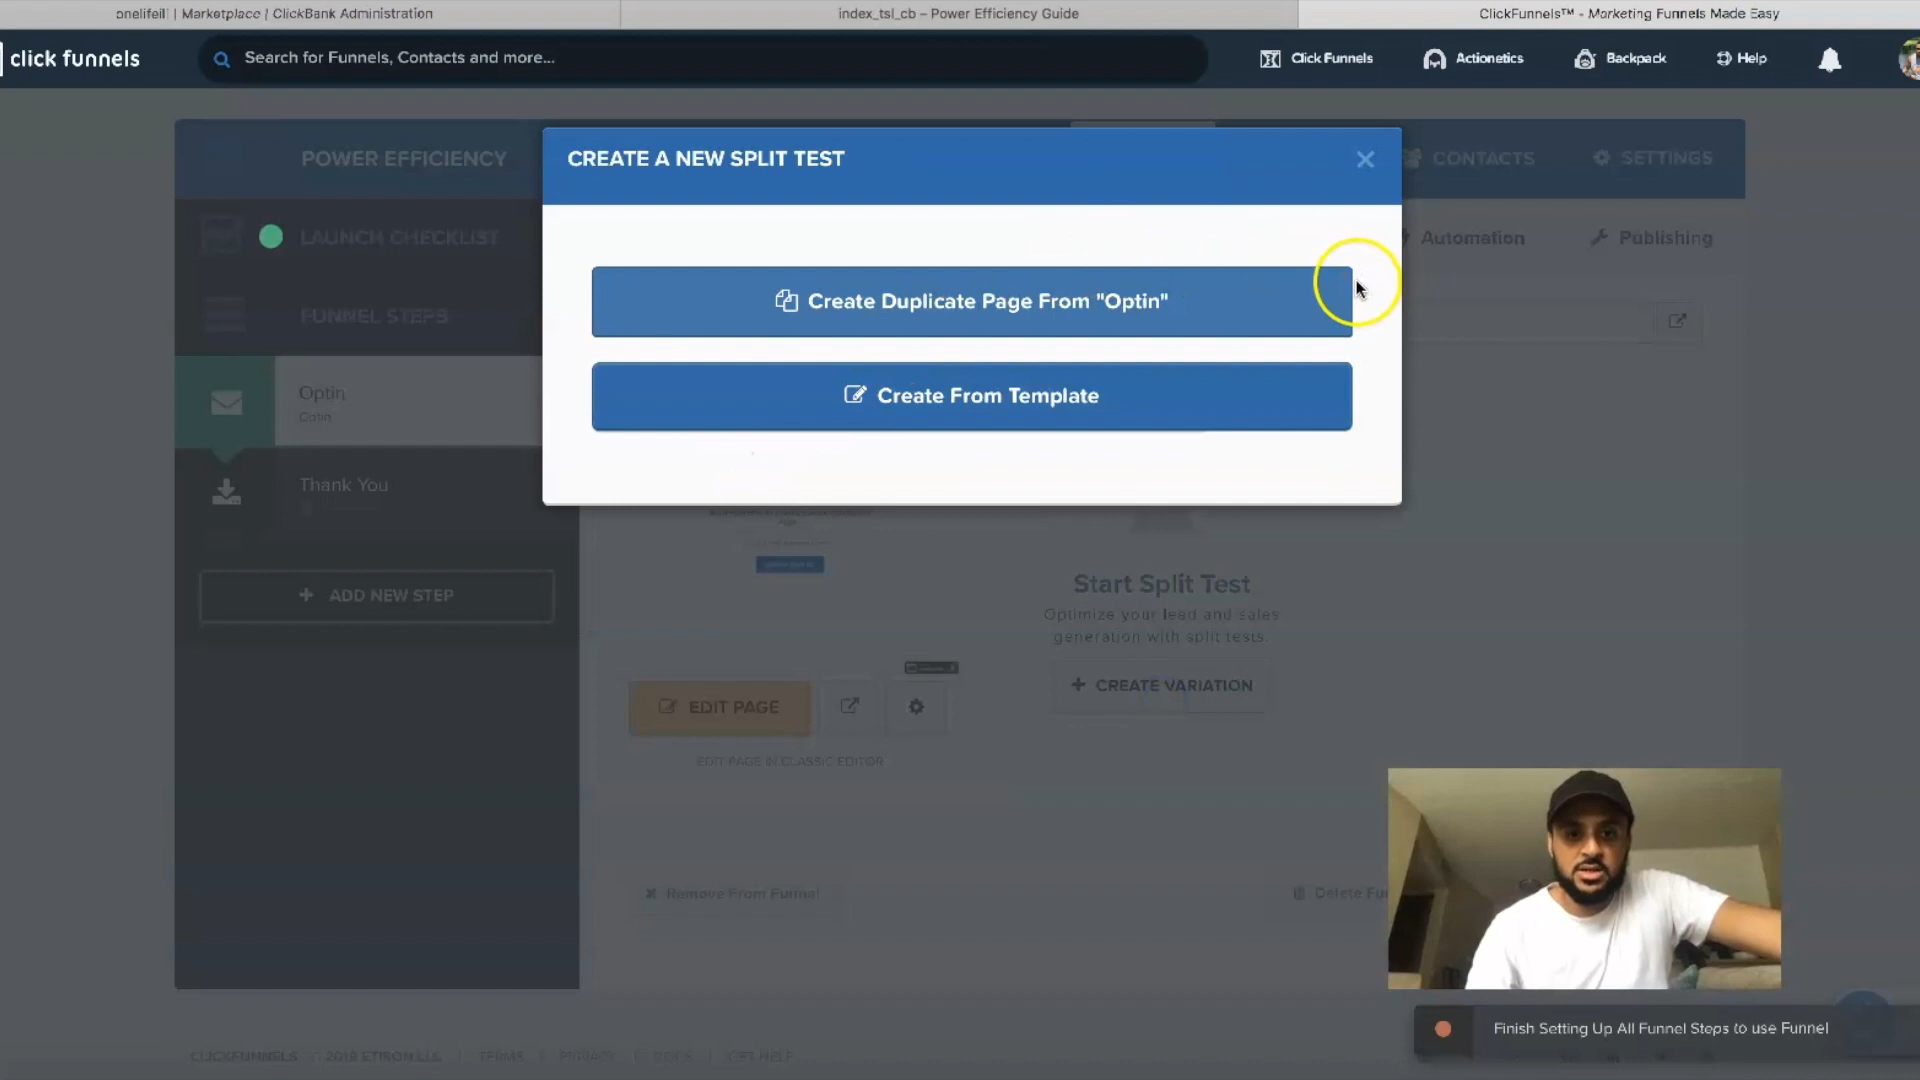 onelifeill | Marketplace | ClickBank Administration
index_tsl_cb – Power Efficiency Guide
ClickFunnels™ - Marketing Funnels Made Easy
click funnels
Search for Funnels, Contacts and more...
Click Funnels
Actionetics
Backpack
Help
POWER EFFICIENCY
CREATE A NEW SPLIT TEST
CONTACTS
SETTINGS
LAUNCH CHECKLIST
Automation
Publishing
Create Duplicate Page From "Optin"
FUNNEL STEPS
Create From Template
Optin
Optin
Thank You
+ ADD NEW STEP
Start Split Test
Optimize your lead and sales
generation with split tests.
+ CREATE VARIATION
EDIT PAGE
EDIT PAGE IN CLASSIC EDITOR
Remove From Funnel
Delete Fu
Finish Setting Up All Funnel Steps to use Funnel
CLICKFUNNELS © 2019 ETISON LLC | TERMS | PRIVACY | DOCS | GET HELP